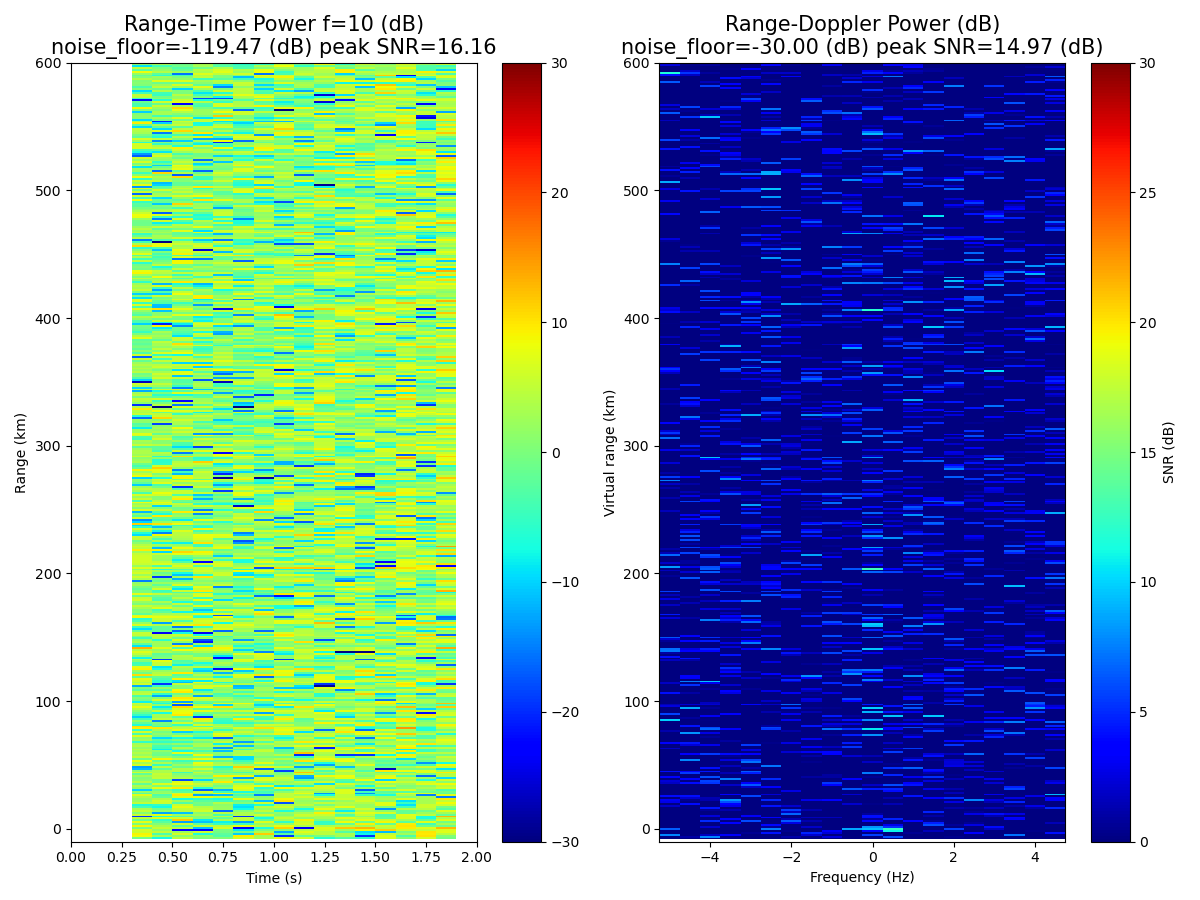 Range-Time Power f=10 (dB)
noise_floor=-119.47 (dB) peak SNR=16.16
Range-Doppler Power (dB)
noise_floor=-30.00 (dB) peak SNR=14.97 (dB)
Range (km)
600
500
400
300
200
100
0
0.00 0.25 0.50 0.75 1.00 1.25 1.50 1.75 2.00
Time (s)
30
20
10
0
−10
−20
−30
Virtual range (km)
600
500
400
300
200
100
0
−4 −2 0 2 4
Frequency (Hz)
30
25
20
15
10
5
0
SNR (dB)